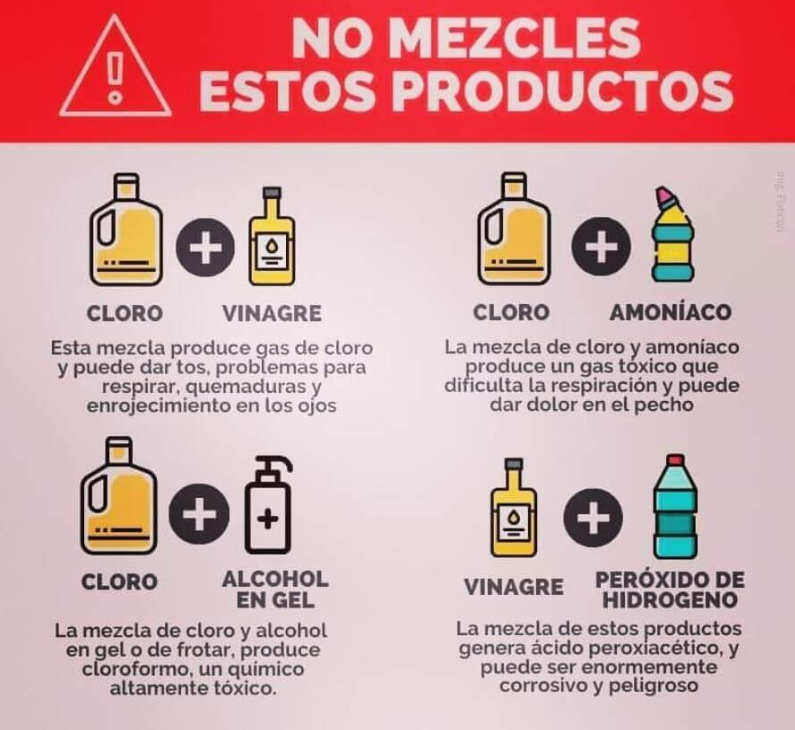 NO MEZCLES
ESTOS PRODUCTOS
CLORO
VINAGRE
Esta mezcla produce gas de cloro
y puede dar tos, problemas para
respirar, quemaduras y
enrojecimiento en los ojos
CLORO
AMONÍACO
La mezcla de cloro y amoníaco
produce un gas tóxico que
dificulta la respiración y puede
dar dolor en el pecho
CLORO
ALCOHOL
EN GEL
La mezcla de cloro y alcohol
en gel o de frotar, produce
cloroformo, un químico
altamente tóxico.
VINAGRE
PERÓXIDO DE
HIDROGENO
La mezcla de estos productos
genera ácido peroxiacético, y
puede ser enormemente
corrosivo y peligroso